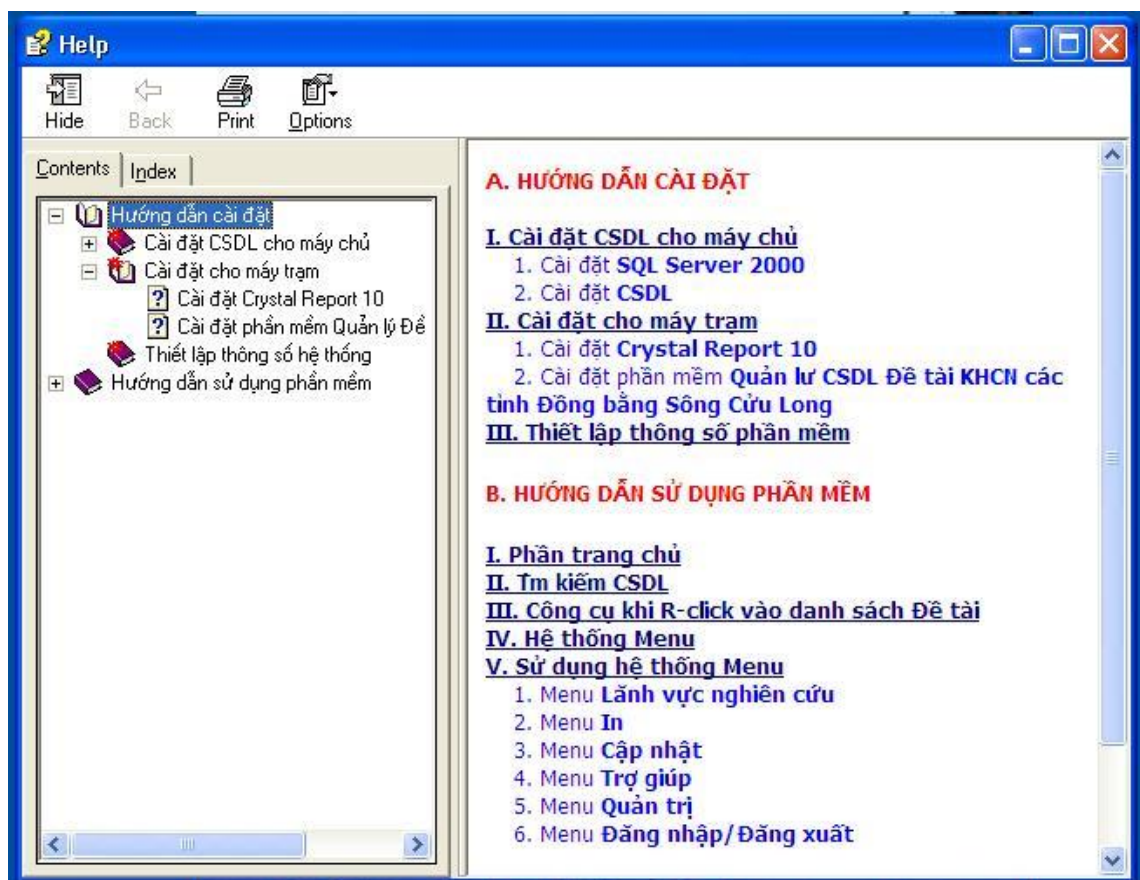 Help
Hide Back Print Options
Contents Index
Hướng dẫn cài đặt
Cài đặt CSDL cho máy chủ
Cài đặt cho máy trạm
Cài đặt Crystal Report 10
Cài đặt phần mềm Quản lý Đề
Thiết lập thông số hệ thống
Hướng dẫn sử dụng phần mềm
A. HƯỚNG DẪN CÀI ĐẶT
I. Cài đặt CSDL cho máy chủ
1. Cài đặt SQL Server 2000
2. Cài đặt CSDL
II. Cài đặt cho máy trạm
1. Cài đặt Crystal Report 10
2. Cài đặt phần mềm Quản lư CSDL Đề tài KHCN các
tỉnh Đồng bằng Sông Cửu Long
III. Thiết lập thông số phần mềm
B. HƯỚNG DẪN SỬ DỤNG PHẦN MỀM
I. Phần trang chủ
II. Tm kiếm CSDL
III. Công cụ khi R-click vào danh sách Đề tài
IV. Hệ thống Menu
V. Sử dụng hệ thống Menu
1. Menu Lãnh vực nghiên cứu
2. Menu In
3. Menu Cập nhật
4. Menu Trợ giúp
5. Menu Quản trị
6. Menu Đăng nhập/Đăng xuất